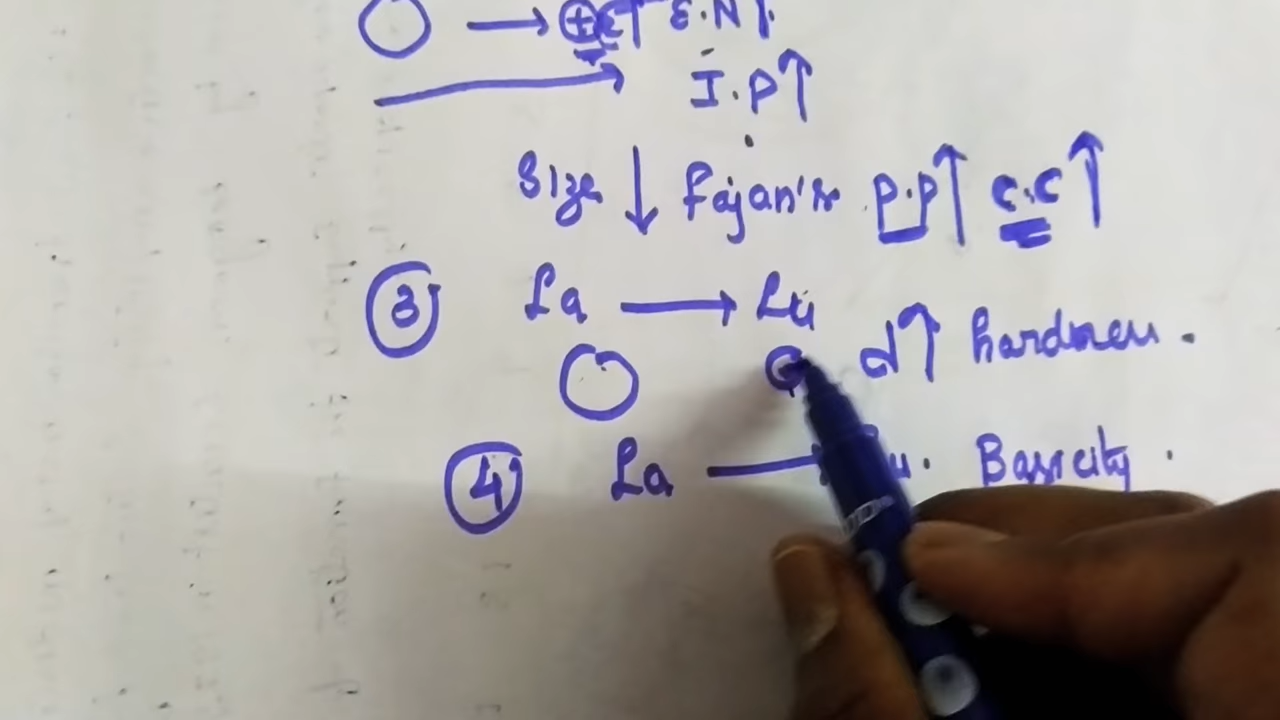 → ⊕ E.N↑.
→ I.P↑
Size ↓ Fajan's P.P↑ C.C↑
③ La → Lu d↑ hardness.
④ La → u. Basicity.